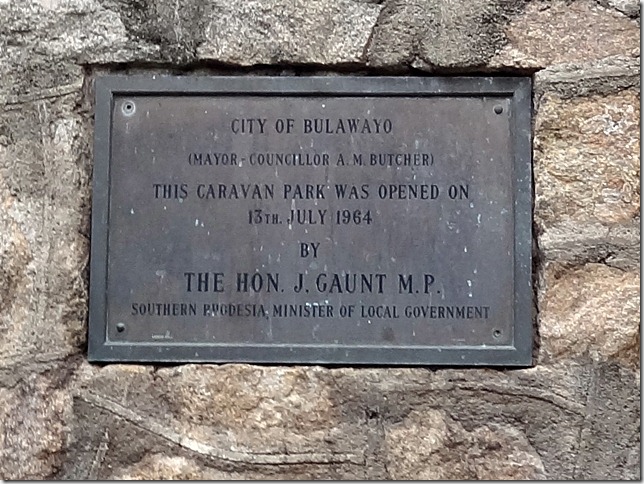 CITY OF BULAWAYO
(MAYOR - COUNCILLOR A. M. BUTCHER)
THIS CARAVAN PARK WAS OPENED ON
13TH. JULY 1964
BY
THE HON. J. GAUNT M.P.
SOUTHERN RHODESIA MINISTER OF LOCAL GOVERNMENT